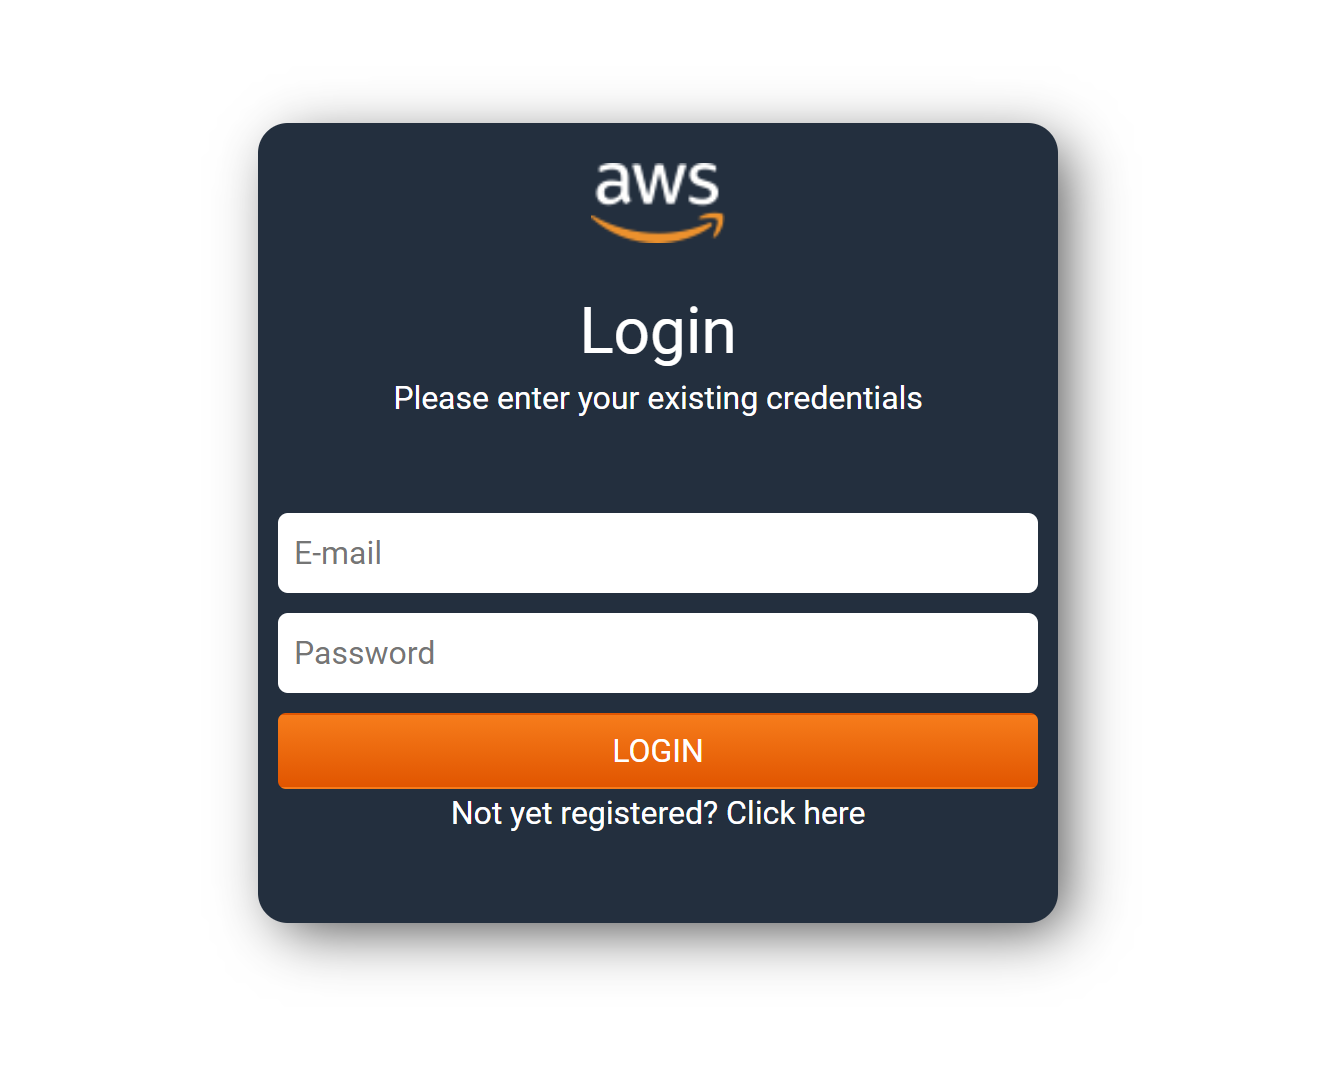 aws
Login
Please enter your existing credentials
E-mail
Password
LOGIN
Not yet registered? Click here